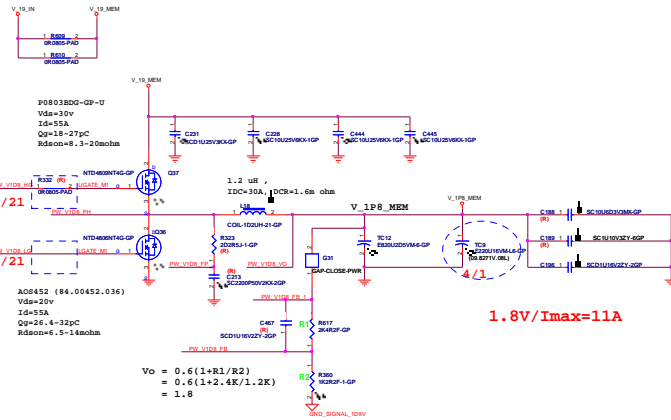 V_19_IN
V_19_MEM
R609
0R0805-PAD
R610
0R0805-PAD
V_19_MEM
P0803BDG-GP-U
Vds=30v
Id=55A
Qg=18~27pC
Rdson=8.3~20mohm
C231
SCD1U25V3KX-GP
C228
SC10U25V6KX-1GP
C444
SC10U25V6KX-1GP
C445
SC10U25V6KX-1GP
NTD4809NT4G-GP
Q37
R332 (R)
0R0805-PAD
UGATE_M1
/21
PW_V1D8_PH
1.2 uH ,
IDC=30A, DCR=1.6m ohm
L18
COIL-1D2UH-21-GP
V_1P8_MEM
V_1P8_MEM
NTD4806NT4G-GP
Q36
UGATE_M1
/21
R323
2D2R5J-1-GP
(R)
PW_V1D8_FP
PW_V1D8_VO
(R)
C213
SC2200P50V2KX-2GP
G31
GAP-CLOSE-PWR
TC12
E820U2D5VM-6-GP
TC9
4/1
C188
(R)
SC10U6D3V3MX-GP
C189
(R)
SC1U10V3ZY-6GP
C196
SCD1U16V2ZY-2GP
AO8452 (84.00452.036)
Vds=20v
Id=55A
Qg=26.4~32pC
Rdson=6.5~14mohm
PW_V1D8_FB_1
C467
(R)
SCD1U16V2ZY-2GP
R1
R617
2K4R2F-GP
PW_V1D8_FB
R2
R360
1K2R2F-1-GP
GND_SIGNAL_1D8V
1.8V/Imax=11A
Vo = 0.6(1+R1/R2)
= 0.6(1+2.4K/1.2K)
= 1.8